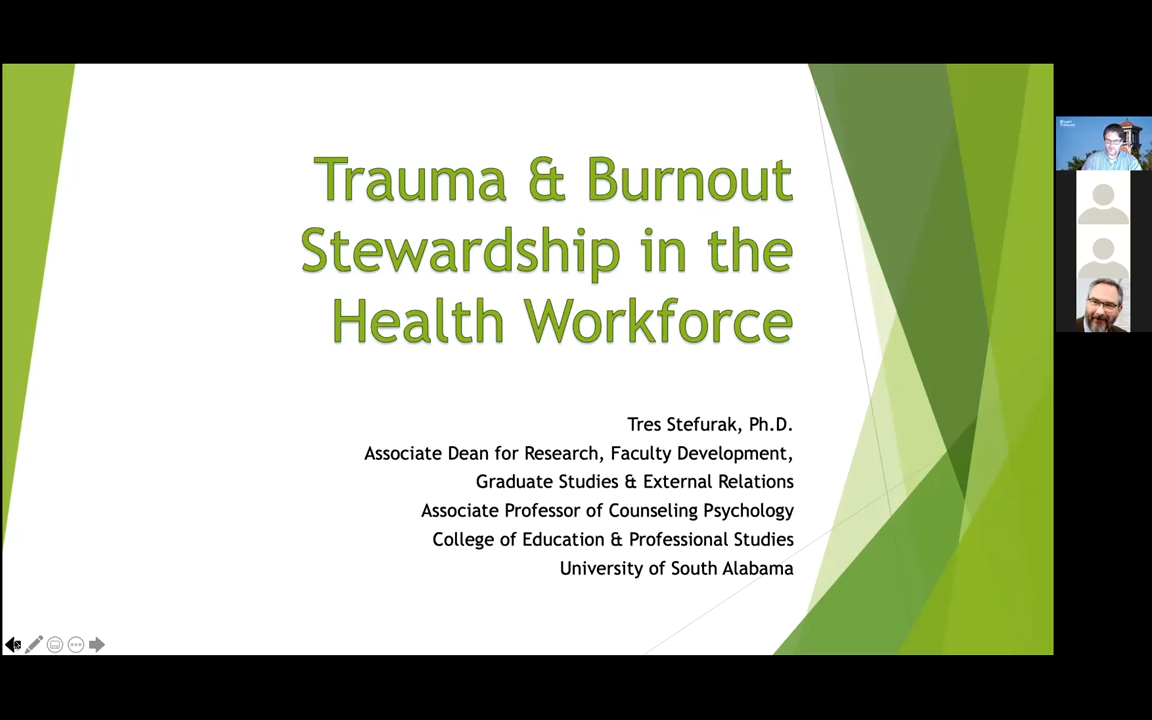 Trauma & Burnout
Stewardship in the
Health Workforce
Tres Stefurak, Ph.D.
Associate Dean for Research, Faculty Development,
Graduate Studies & External Relations
Associate Professor of Counseling Psychology
College of Education & Professional Studies
University of South Alabama